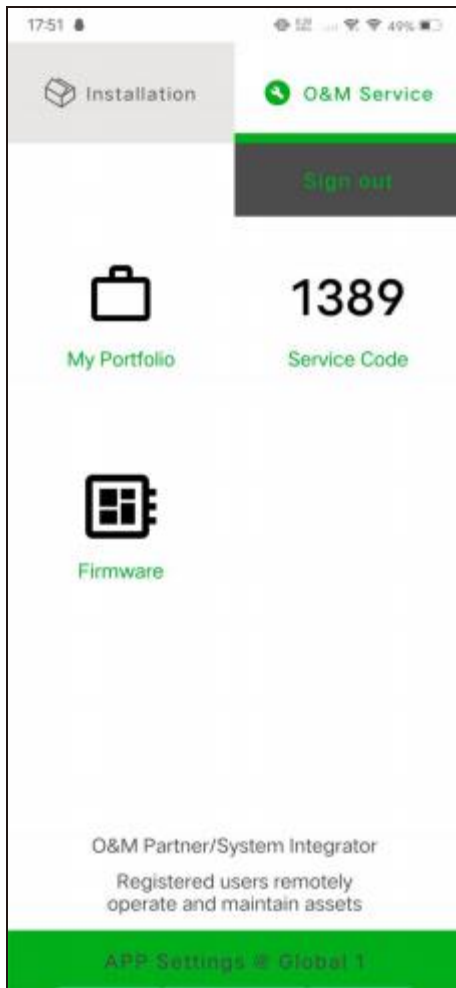 17:51
49%
Installation
O&M Service
Sign out
1389
My Portfolio
Service Code
Firmware
O&M Partner/System Integrator
Registered users remotely
operate and maintain assets
APP Settings @ Global 1